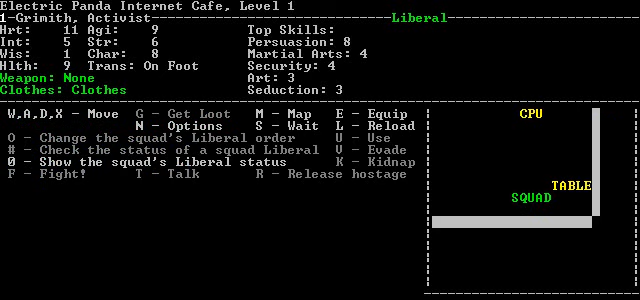 Electric Panda Internet Cafe, Level 1
1-Grimith, Activist Liberal
Hrt: 11 Agi: 9 Top Skills:
Int: 5 Str: 6 Persuasion: 8
Wis: 1 Char: 8 Martial Arts: 4
Hlth: 9 Trans: On Foot Security: 4
Weapon: None Art: 3
Clothes: Clothes Seduction: 3
W,A,D,X - Move G - Get Loot M - Map E - Equip CPU
N - Options S - Wait L - Reload
O - Change the squad's Liberal order U - Use
# - Check the status of a squad Liberal V - Evade
0 - Show the squad's Liberal status K - Kidnap
F - Fight! T - Talk R - Release hostage
TABLE
SQUAD